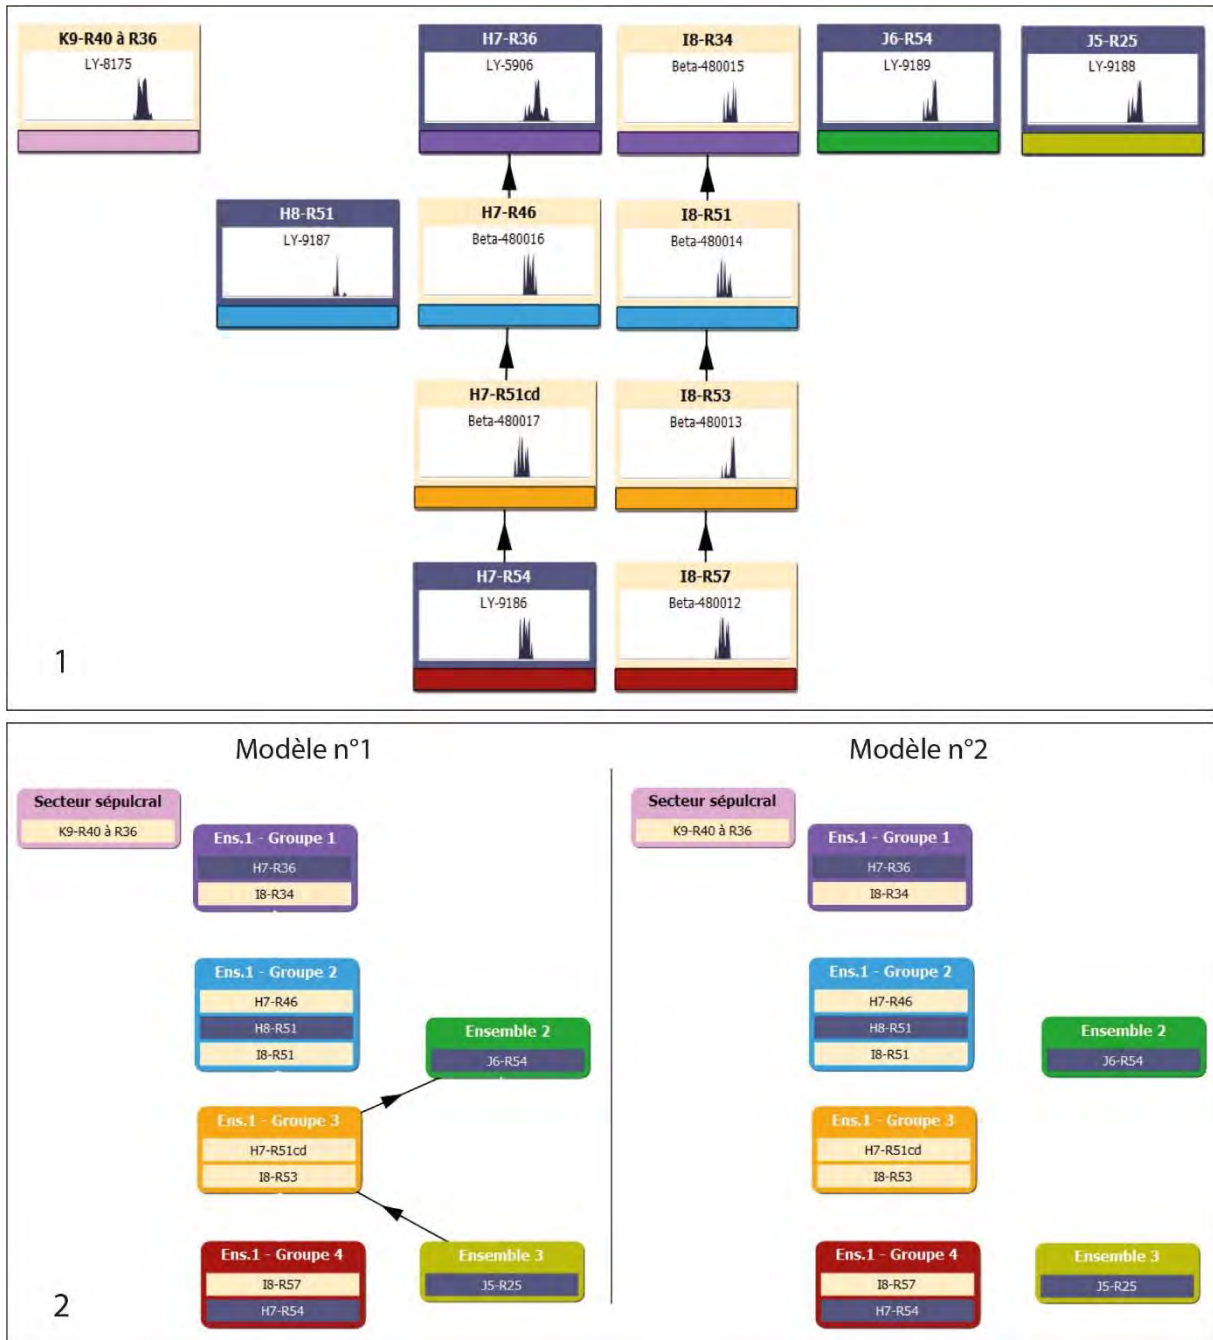 K9-R40 à R36
LY-8175
H7-R36
LY-5906
I8-R34
Beta-480015
J6-R54
LY-9189
J5-R25
LY-9188
H8-R51
LY-9187
H7-R46
Beta-480016
I8-R51
Beta-480014
H7-R51cd
Beta-480017
I8-R53
Beta-480013
H7-R54
LY-9186
I8-R57
Beta-480012
1
Modèle n°1
Secteur sépulcral
K9-R40 à R36
Ens.1 - Groupe 1
H7-R36
I8-R34
Ens.1 - Groupe 2
H7-R46
H8-R51
I8-R51
Ensemble 2
J6-R54
Ens.1 - Groupe 3
H7-R51cd
I8-R53
Ens.1 - Groupe 4
I8-R57
H7-R54
Ensemble 3
J5-R25
2
Modèle n°2
Secteur sépulcral
K9-R40 à R36
Ens.1 - Groupe 1
H7-R36
I8-R34
Ens.1 - Groupe 2
H7-R46
H8-R51
I8-R51
Ensemble 2
J6-R54
Ens.1 - Groupe 3
H7-R51cd
I8-R53
Ens.1 - Groupe 4
I8-R57
H7-R54
Ensemble 3
J5-R25